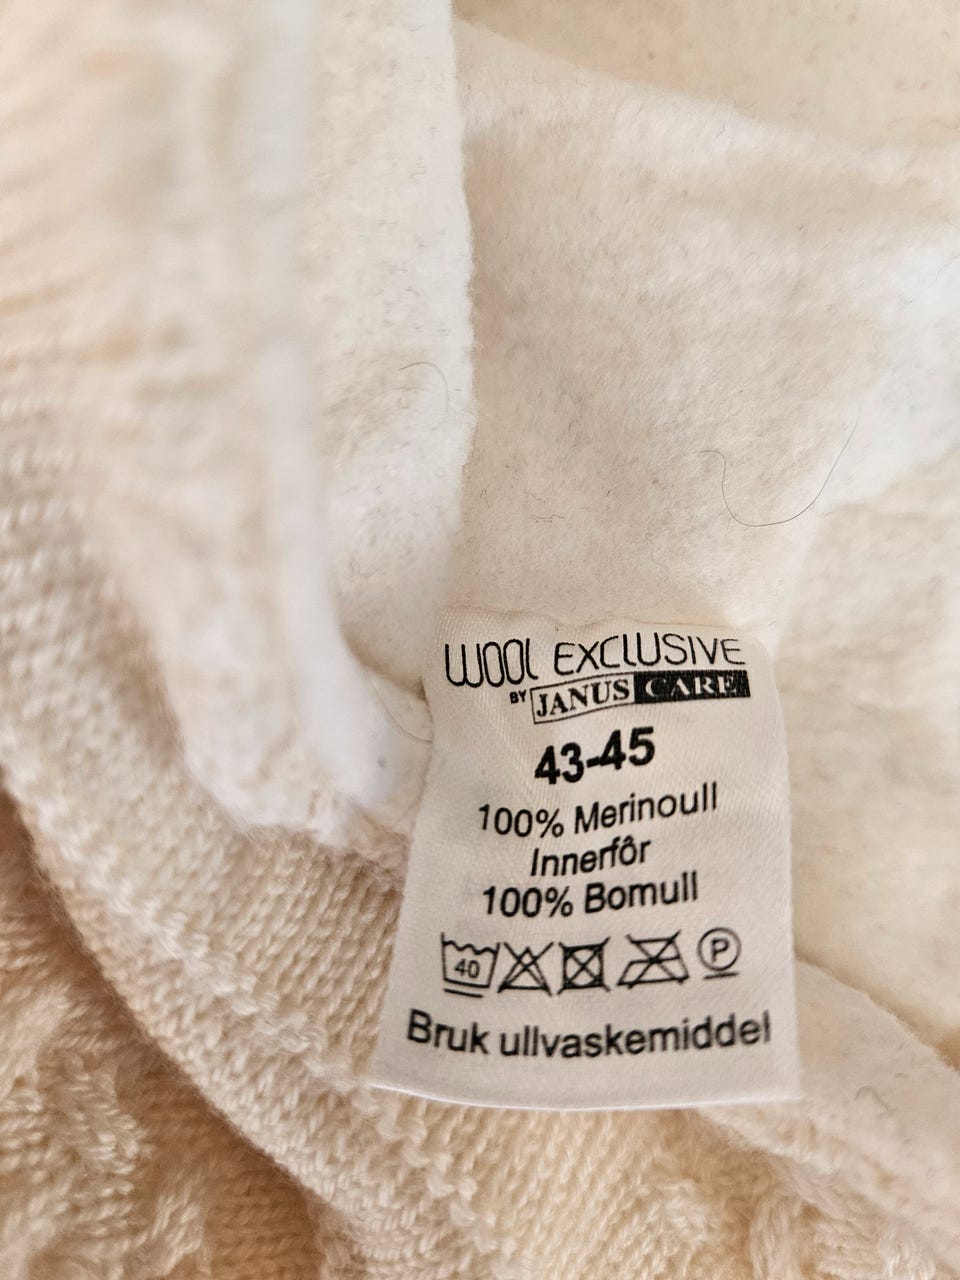 WOOL EXCLUSIVE
BY JANUS CARE
43-45
100% Merinoull
Innerfôr
100% Bomull
40 P
Bruk ullvaskemiddel